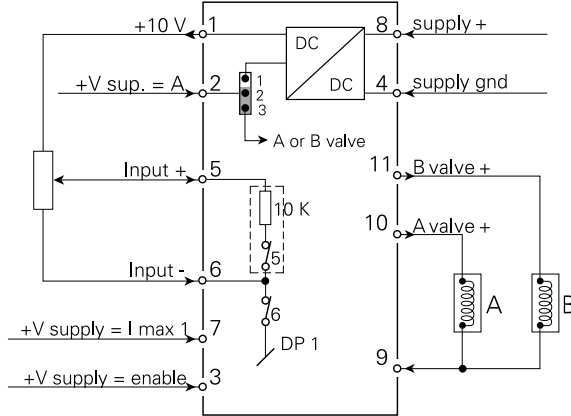 +10 V 1 DC 8 supply +
+V sup. = A 2 1 2 3 DC 4 supply gnd
A or B valve
Input + 5 11 B valve +
10 K 10 A valve +
5
Input - 6
6 A B
+V supply = I max 1 7 DP 1
9
+V supply = enable 3